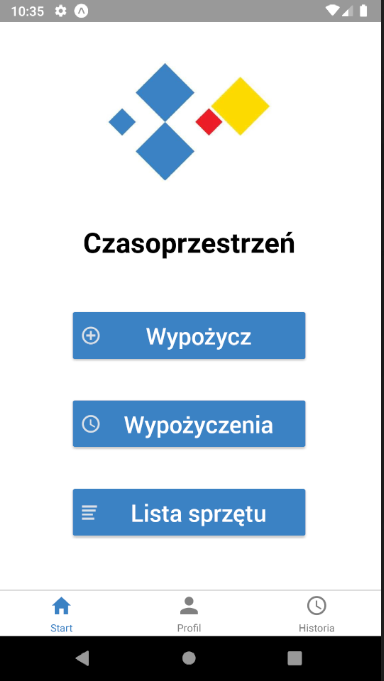 10:35
Czasoprzestrzeń
Wypożycz
Wypożyczenia
Lista sprzętu
Start
Profil
Historia